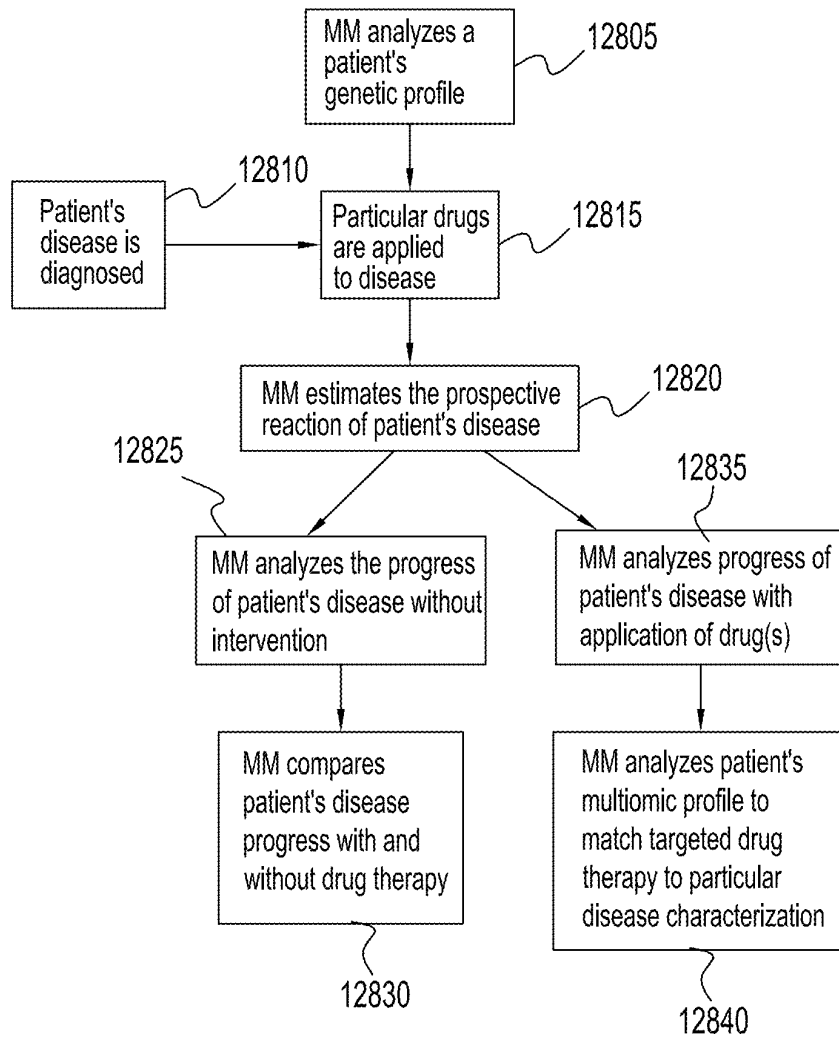 MM analyzes a
patient's
genetic profile
12805
12810
Patient's
disease is
diagnosed
Particular drugs
are applied
to disease
12815
MM estimates the prospective
reaction of patient's disease
12820
12825
MM analyzes the progress
of patient's disease without
intervention
12835
MM analyzes progress of
patient's disease with
application of drug(s)
MM compares
patient's disease
progress with and
without drug therapy
12830
MM analyzes patient's
multiomic profile to
match targeted drug
therapy to particular
disease characterization
12840